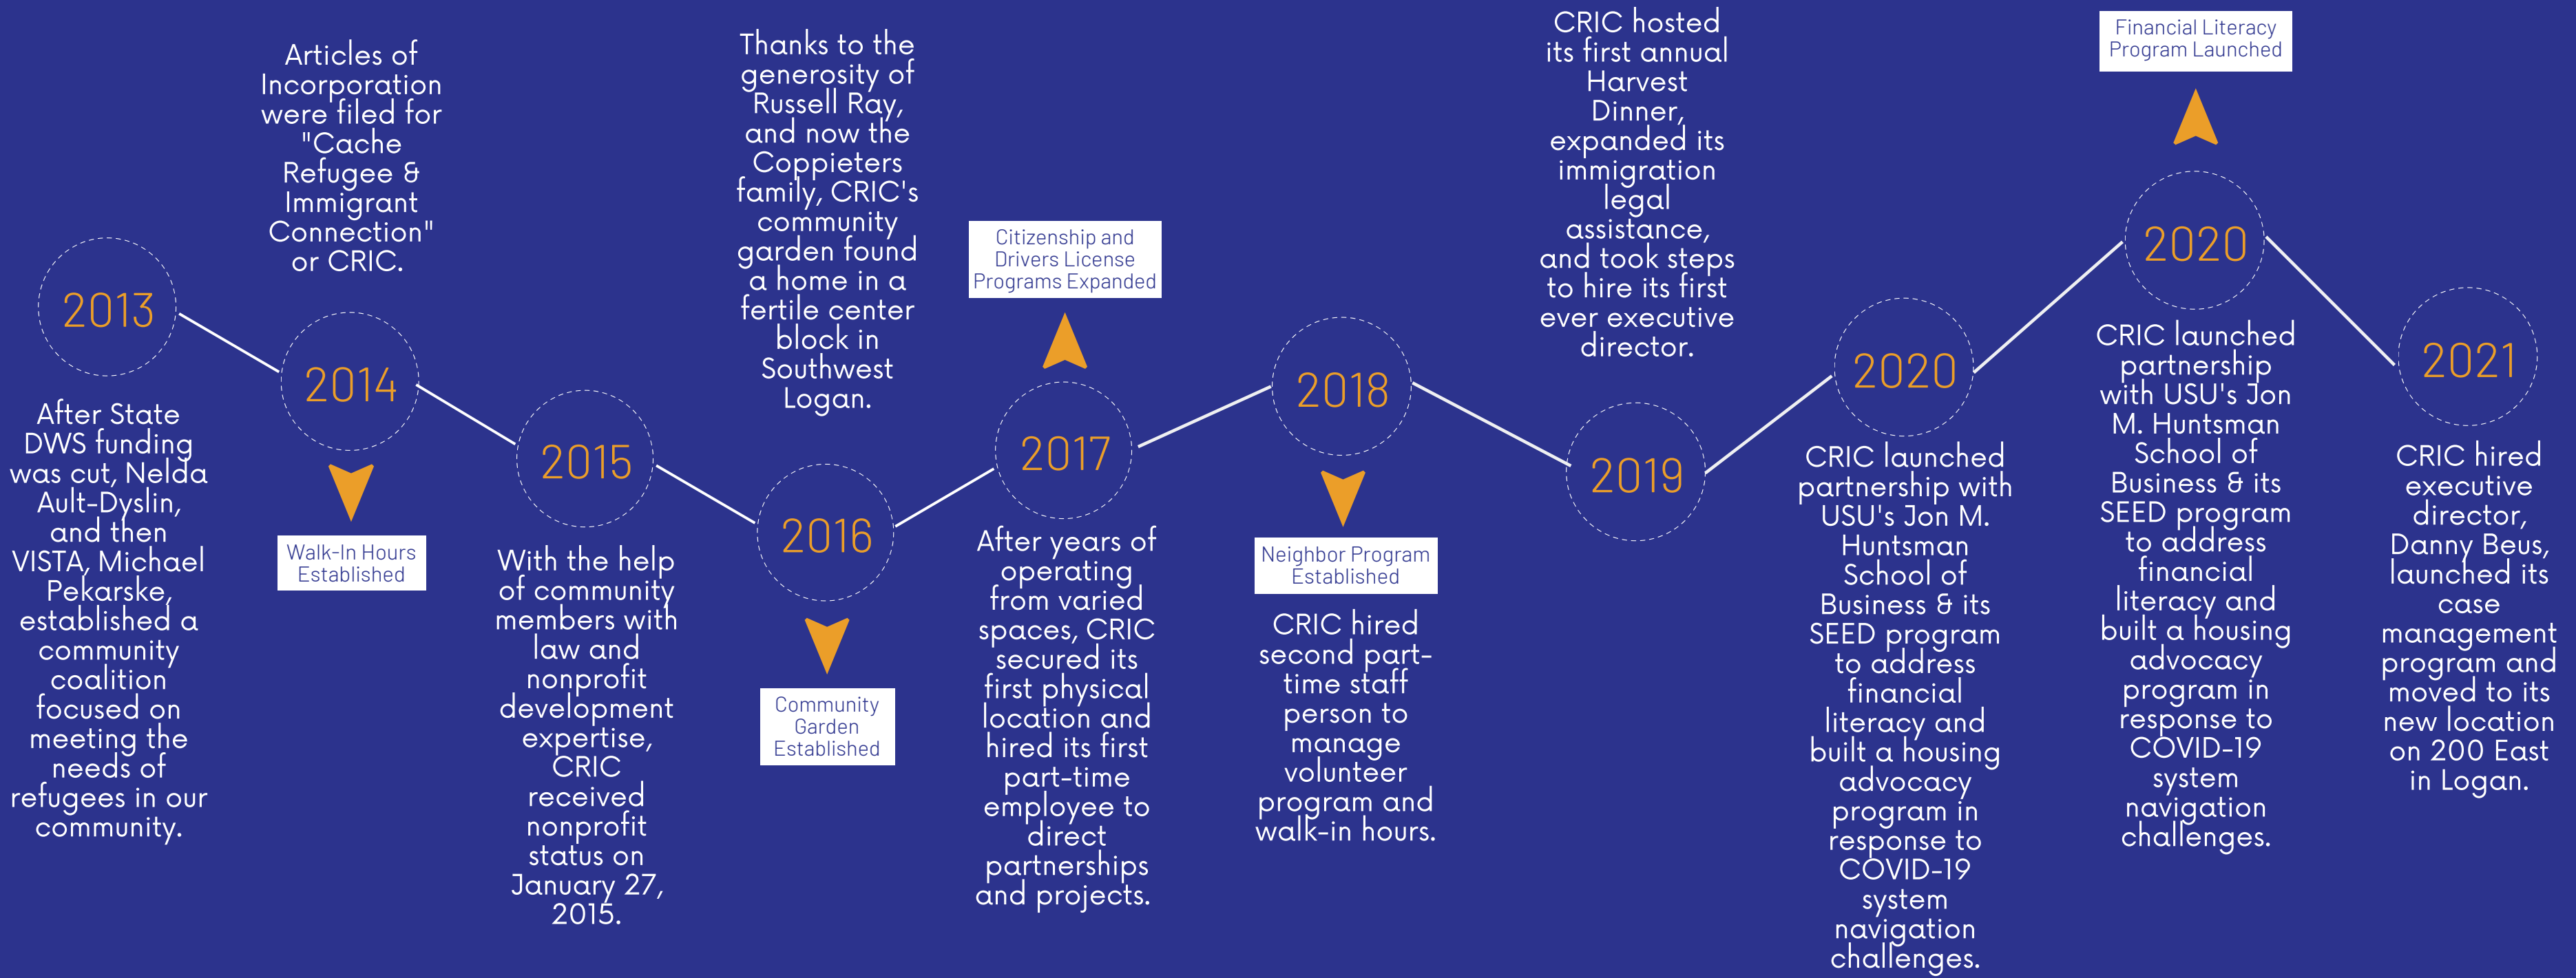 2013
After State
DWS funding
was cut, Nelda
Ault-Dyslin,
and then
VISTA, Michael
Pekarske,
established a
community
coalition
focused on
meeting the
needs of
refugees in our
community.
Articles of
Incorporation
were filed for
"Cache
Refugee &
Immigrant
Connection"
or CRIC.
2014
Walk-In Hours
Established
2015
With the help
of community
members with
law and
nonprofit
development
expertise,
CRIC
received
nonprofit
status on
January 27,
2015.
Thanks to the
generosity of
Russell Ray,
and now the
Coppieters
family, CRIC's
community
garden found
a home in a
fertile center
block in
Southwest
Logan.
2016
Community
Garden
Established
Citizenship and
Drivers License
Programs Expanded
2017
After years of
operating
from varied
spaces, CRIC
secured its
first physical
location and
hired its first
part-time
employee to
direct
partnerships
and projects.
2018
Neighbor Program
Established
CRIC hired
second part-
time staff
person to
manage
volunteer
program and
walk-in hours.
CRIC hosted
its first annual
Harvest
Dinner,
expanded its
immigration
legal
assistance,
and took steps
to hire its first
ever executive
director.
2019
2020
CRIC launched
partnership with
USU's Jon M.
Huntsman
School of
Business & its
SEED program
to address
financial
literacy and
built a housing
advocacy
program in
response to
COVID-19
system
navigation
challenges.
Financial Literacy
Program Launched
2020
CRIC launched
partnership
with USU's Jon
M. Huntsman
School of
Business & its
SEED program
to address
financial
literacy and
built a housing
advocacy
program in
response to
COVID-19
system
navigation
challenges.
2021
CRIC hired
executive
director,
Danny Beus,
launched its
case
management
program and
moved to its
new location
on 200 East
in Logan.